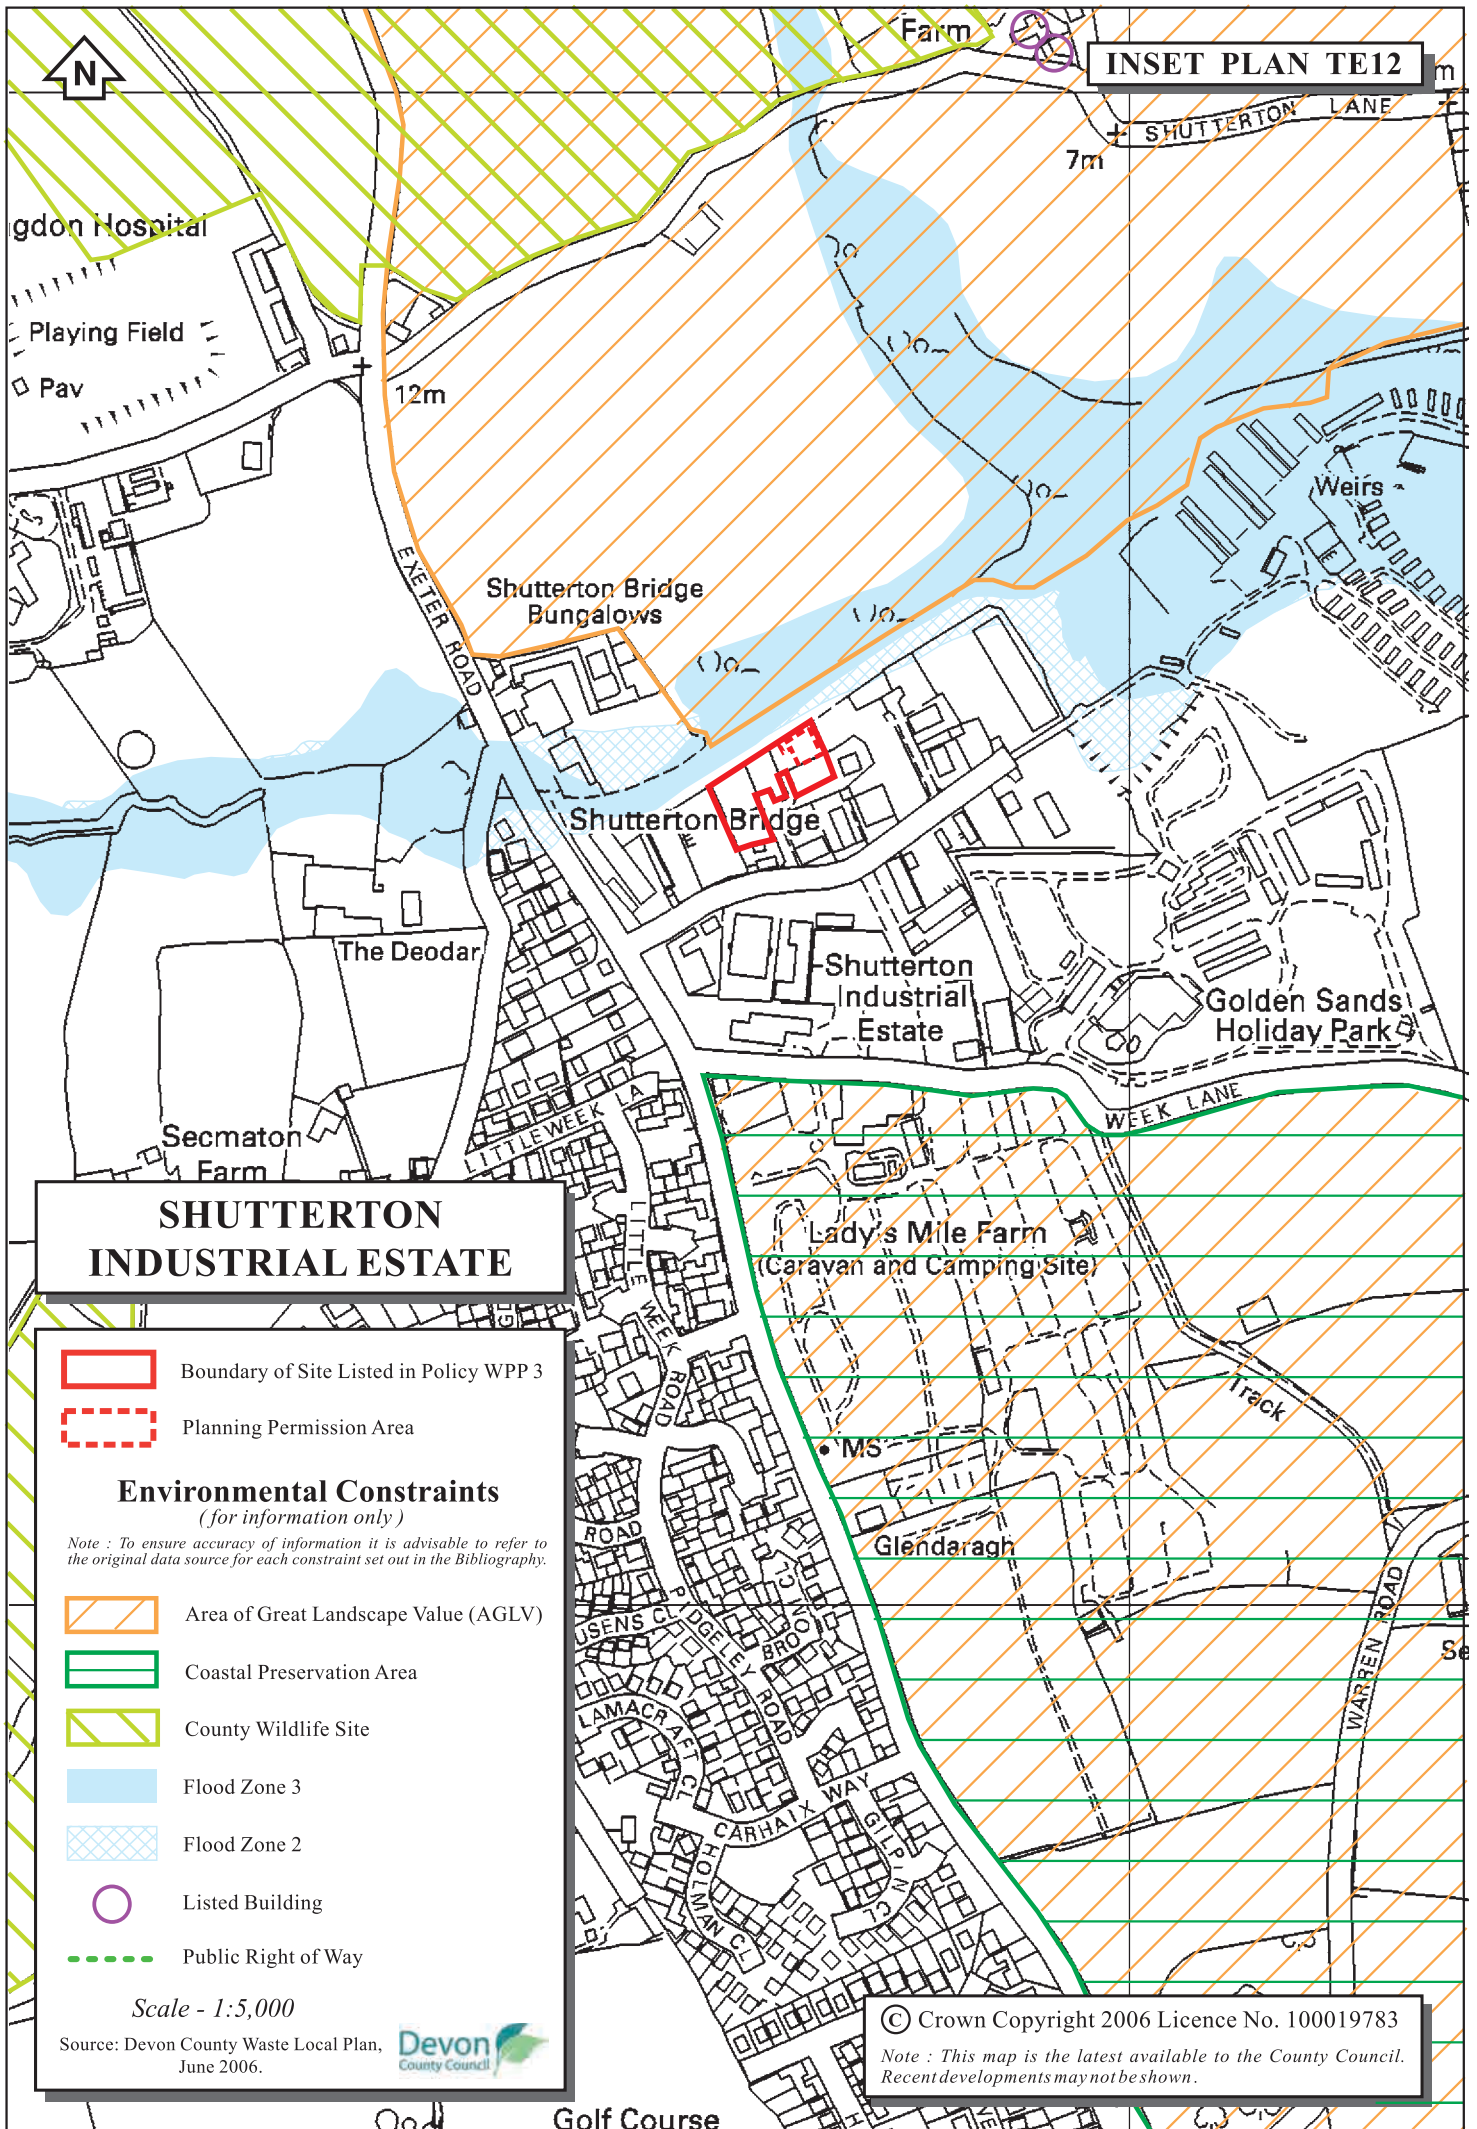 Farm
INSET PLAN TE12
m
N
SHUTTERTON LANE
7m
gdon Hospital
Playing Field
Pav
12m
Weirs
EXETER ROAD
Shutterton Bridge
Bungalows
Shutterton Bridge
The Deodar
Shutterton
Industrial
Estate
Golden Sands
Holiday Park
WEEK LANE
LITTLEWEEK LA
Secmaton
Farm
SHUTTERTON
INDUSTRIAL ESTATE
LITTLE WEEK ROAD
Lady's Mile Farm
(Caravan and Camping Site)
Track
MS
Glendaragh
Boundary of Site Listed in Policy WPP 3
Planning Permission Area
Environmental Constraints
( for information only )
Note : To ensure accuracy of information it is advisable to refer to
the original data source for each constraint set out in the Bibliography.
Area of Great Landscape Value (AGLV)
Coastal Preservation Area
County Wildlife Site
Flood Zone 3
Flood Zone 2
Listed Building
Public Right of Way
Scale - 1:5,000
Source: Devon County Waste Local Plan,
June 2006.
Devon
County Council
ROAD
USENS CL
PIDGELEY ROAD
BROOM CL
LAMACRAFT CL
CARHAIX WAY
GILPIN CL
HOLMAN CL
WARREN ROAD
Se
Golf Course
© Crown Copyright 2006 Licence No. 100019783
Note : This map is the latest available to the County Council.
Recent developments may not be shown.